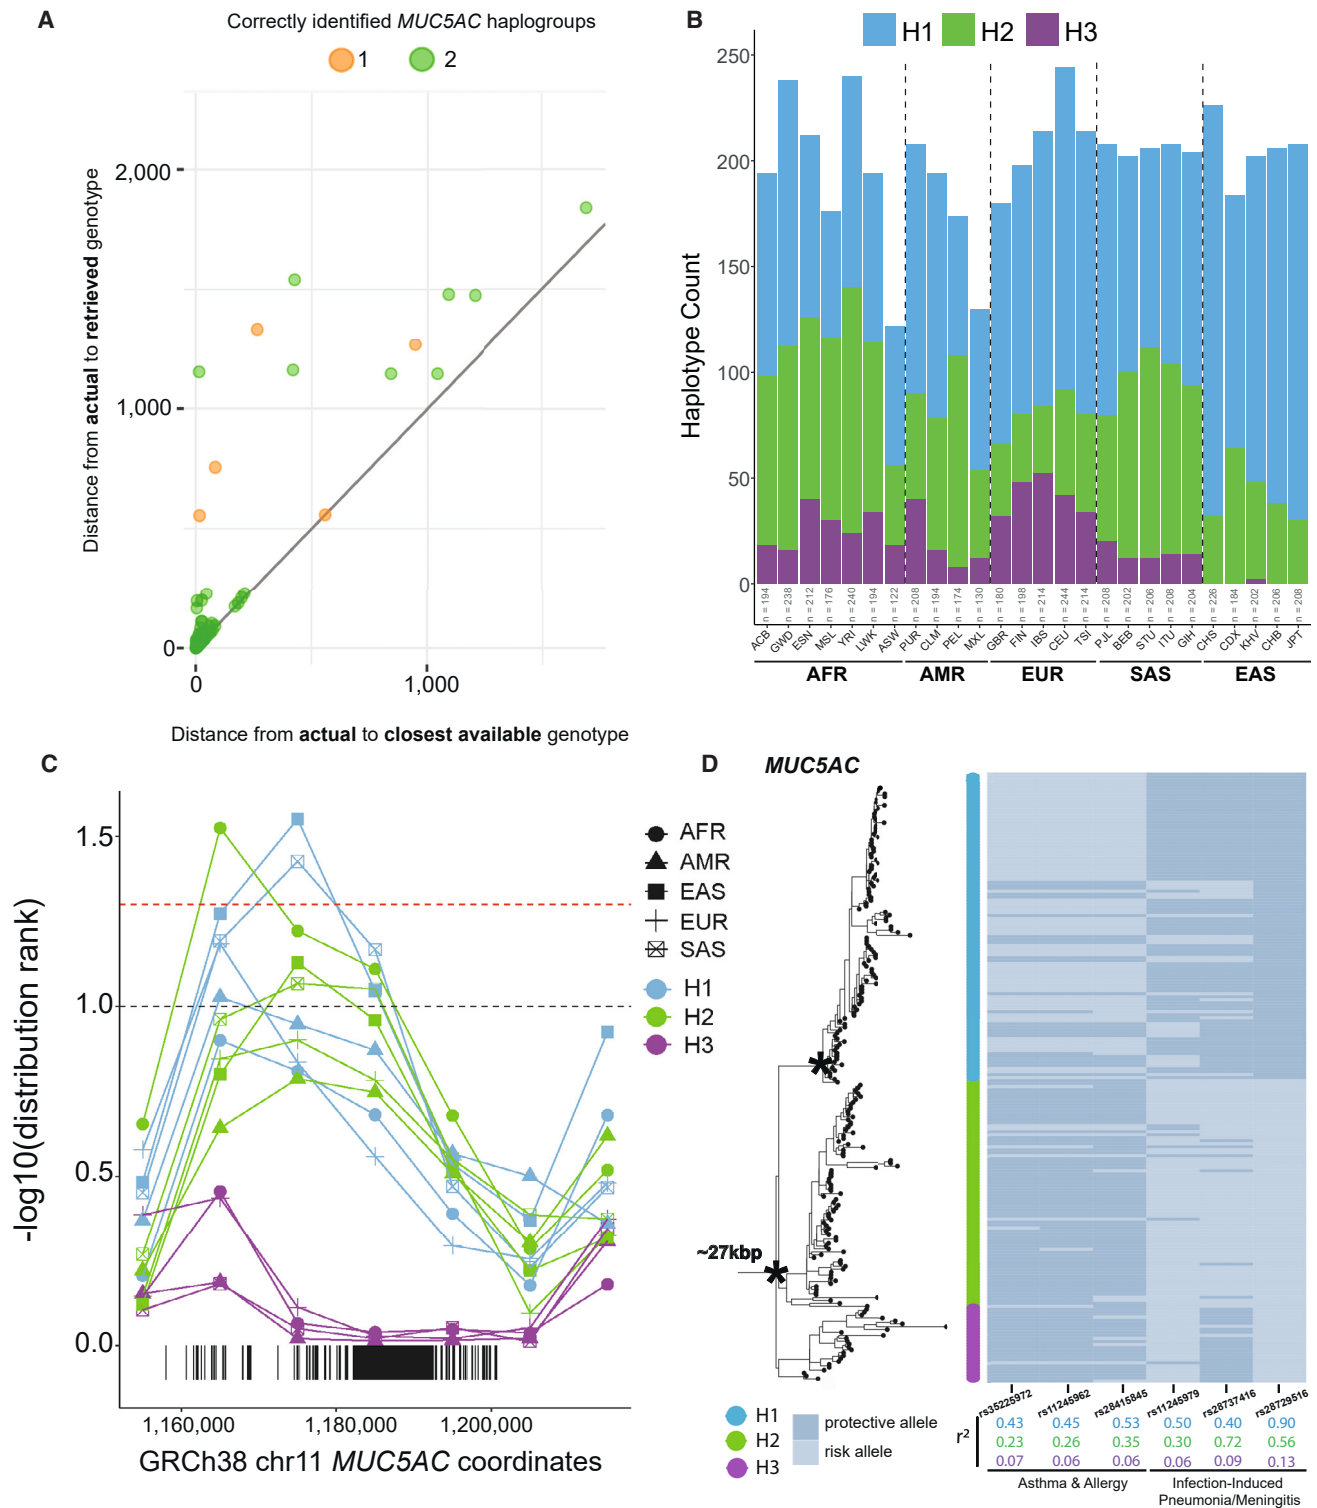 A
Correctly identified MUC5AC haplogroups
1
2
2,000
1,000
0
0
1,000
Distance from actual to retrieved genotype
Distance from actual to closest available genotype
B
H1
H2
H3
250
200
150
100
50
0
Haplotype Count
n = 194
n = 238
n = 212
n = 176
n = 240
n = 194
n = 122
n = 208
n = 194
n = 174
n = 130
n = 180
n = 198
n = 214
n = 244
n = 214
n = 208
n = 202
n = 206
n = 208
n = 204
n = 226
n = 184
n = 202
n = 206
n = 208
ACB
GWD
ESN
MSL
YRI
LWK
ASW
PUR
CLM
PEL
MXL
GBR
FIN
IBS
CEU
TSI
PJL
BEB
STU
ITU
GIH
CHS
CDX
KHV
CHB
JPT
AFR
AMR
EUR
SAS
EAS
C
1.5
1.0
0.5
0.0
-log10(distribution rank)
1,160,000
1,180,000
1,200,000
GRCh38 chr11 MUC5AC coordinates
AFR
AMR
EAS
EUR
SAS
H1
H2
H3
D
MUC5AC
~27kbp
H1
H2
H3
protective allele
risk allele
rs35225972
rs11245962
rs28415845
rs11245979
rs28737416
rs28729516
r²
0.43 0.45 0.53 0.50 0.40 0.90
0.23 0.26 0.35 0.30 0.72 0.56
0.07 0.06 0.06 0.06 0.09 0.13
Asthma & Allergy
Infection-Induced
Pneumonia/Meningitis